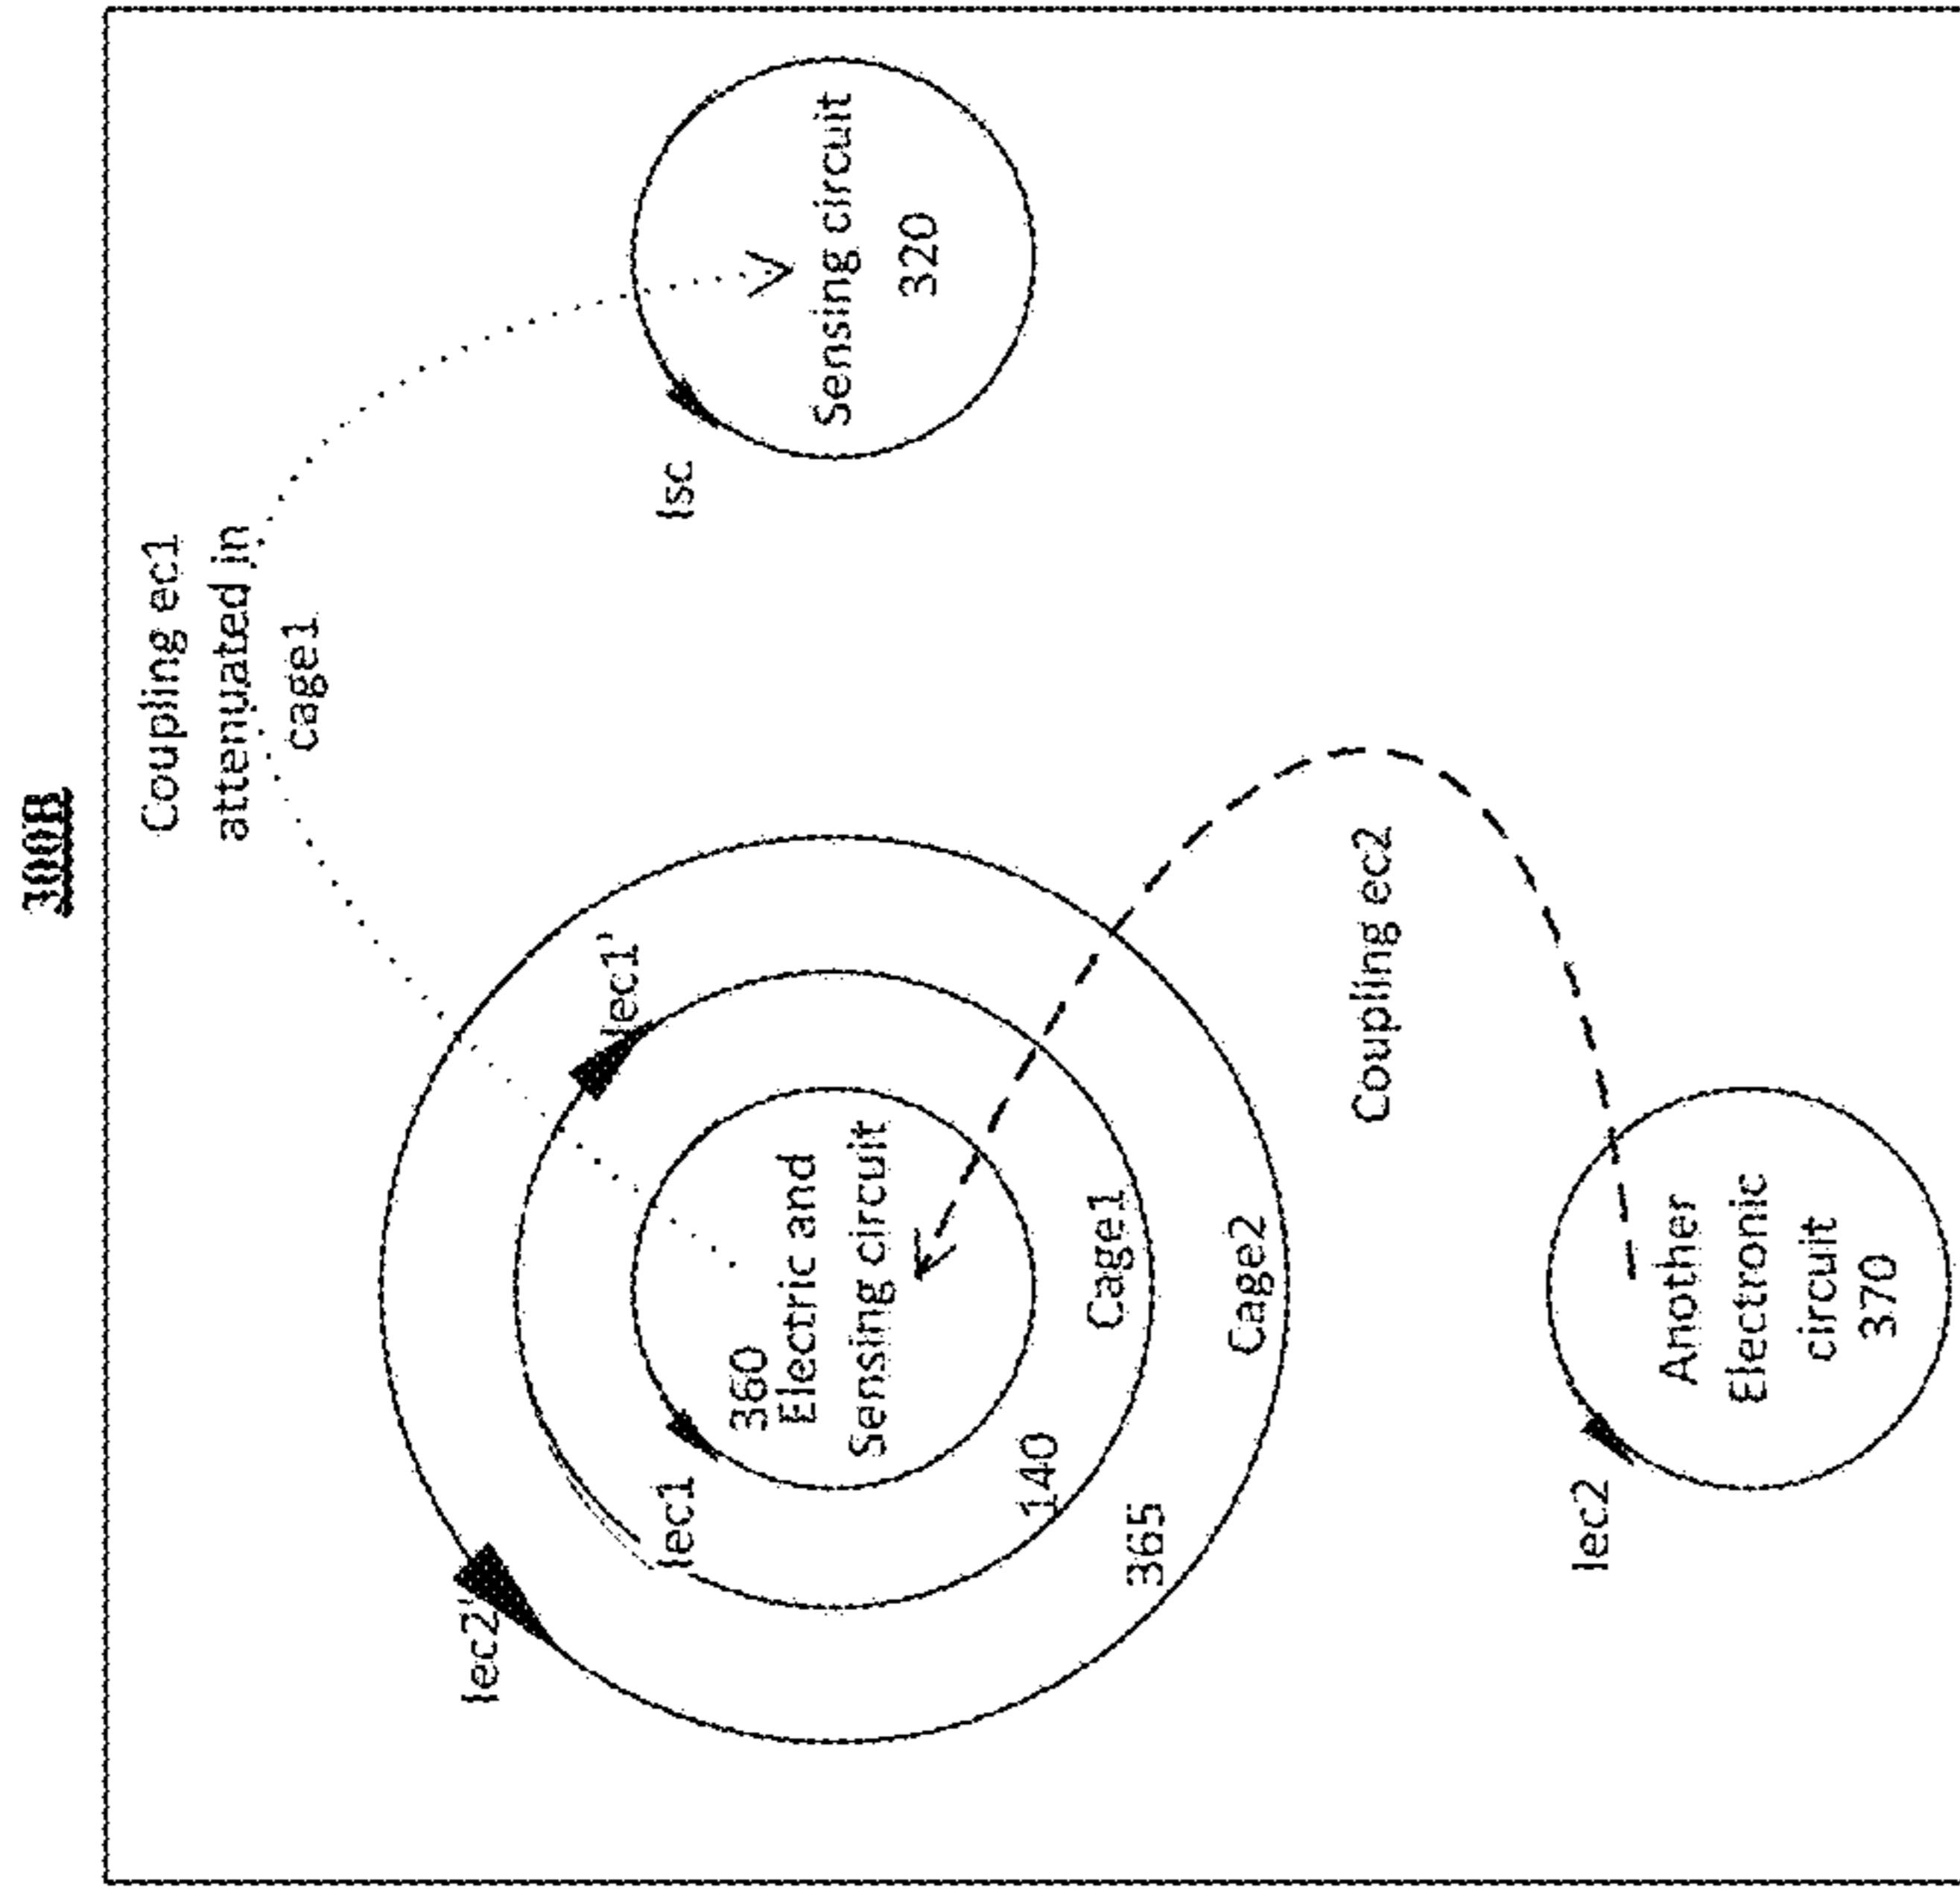 300B
Coupling ec1
attenuated in
cage1
Iec2'
Iec1'
Iec1
Isc
360
Electric and
Sensing circuit
Sensing circuit
320
140
Cage1
365
Cage2
Coupling ec2
Iec2
Another
Electronic
circuit
370